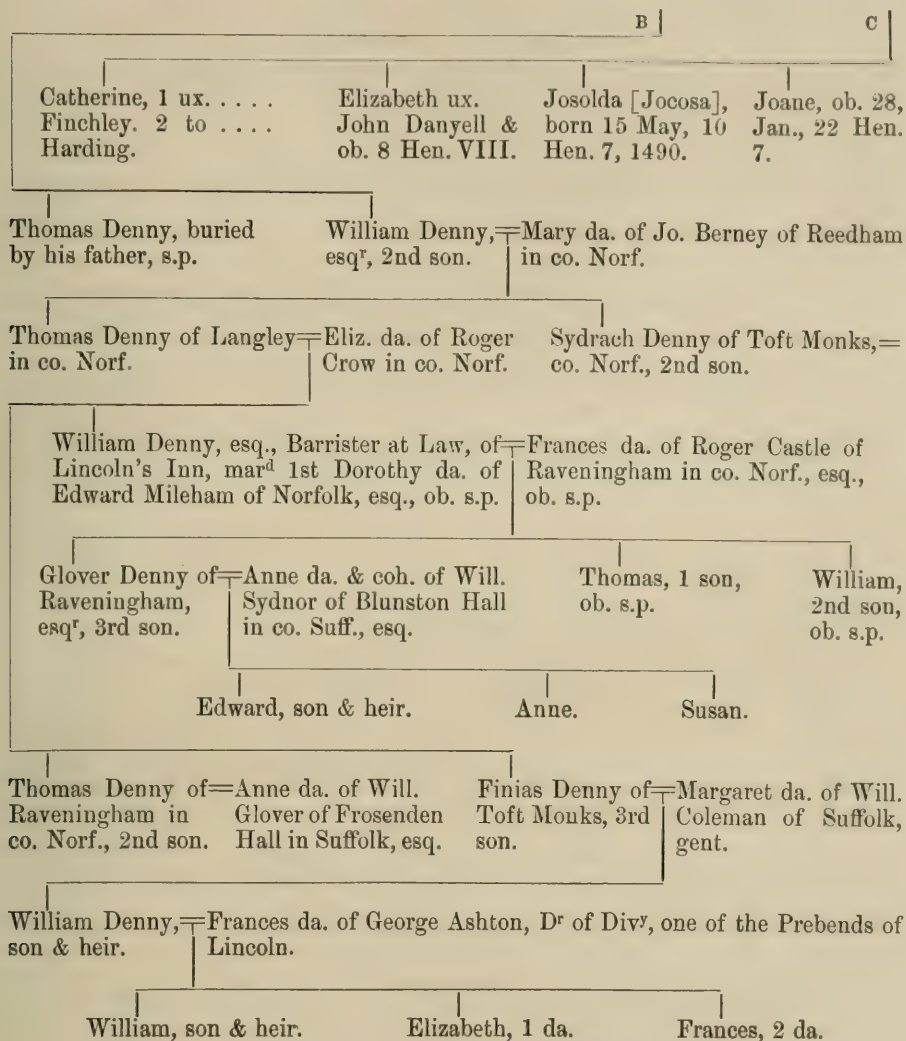 B C
Catherine, 1 ux. . . . .
Finchley. 2 to . . . .
Harding.
Elizabeth ux.
John Danyell &
ob. 8 Hen. VIII.
Josolda [Jocosa],
born 15 May, 10
Hen. 7, 1490.
Joane, ob. 28,
Jan., 22 Hen.
7.
Thomas Denny, buried
by his father, s.p.
William Denny,
esqʳ, 2nd son.
Mary da. of Jo. Berney of Reedham
in co. Norf.
Thomas Denny of Langley
in co. Norf.
Eliz. da. of Roger
Crow in co. Norf.
Sydrach Denny of Toft Monks,=
co. Norf., 2nd son.
William Denny, esq., Barrister at Law, of
Lincoln's Inn, marᵈ 1st Dorothy da. of
Edward Mileham of Norfolk, esq., ob. s.p.
Frances da. of Roger Castle of
Raveningham in co. Norf., esq.,
ob. s.p.
Glover Denny of
Raveningham,
esqʳ, 3rd son.
Anne da. & coh. of Will.
Sydnor of Blunston Hall
in co. Suff., esq.
Thomas, 1 son,
ob. s.p.
William,
2nd son,
ob. s.p.
Edward, son & heir.
Anne.
Susan.
Thomas Denny of=
Raveningham in
co. Norf., 2nd son.
Anne da. of Will.
Glover of Frosenden
Hall in Suffolk, esq.
Finias Denny of
Toft Monks, 3rd
son.
Margaret da. of Will.
Coleman of Suffolk,
gent.
William Denny,
son & heir.
Frances da. of George Ashton, Dʳ of Divʸ, one of the Prebends of
Lincoln.
William, son & heir.
Elizabeth, 1 da.
Frances, 2 da.